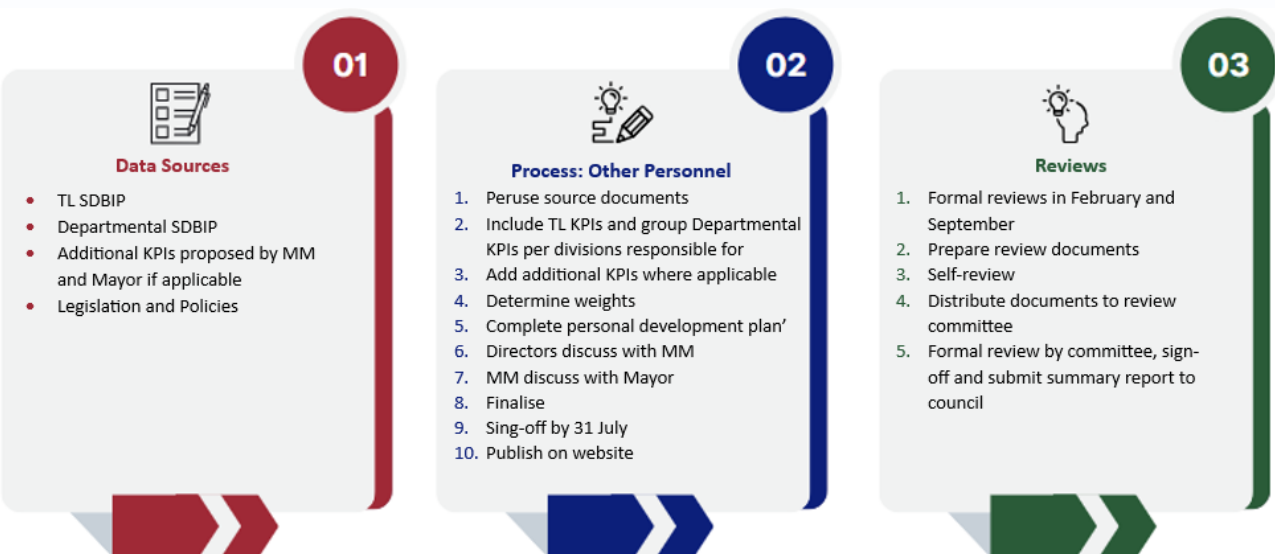 01
Data Sources
• TL SDBIP
• Departmental SDBIP
• Additional KPIs proposed by MM
and Mayor if applicable
• Legislation and Policies
02
Process: Other Personnel
1. Peruse source documents
2. Include TL KPIs and group Departmental
KPIs per divisions responsible for
3. Add additional KPIs where applicable
4. Determine weights
5. Complete personal development plan’
6. Directors discuss with MM
7. MM discuss with Mayor
8. Finalise
9. Sing-off by 31 July
10. Publish on website
03
Reviews
1. Formal reviews in February and
September
2. Prepare review documents
3. Self-review
4. Distribute documents to review
committee
5. Formal review by committee, sign-
off and submit summary report to
council